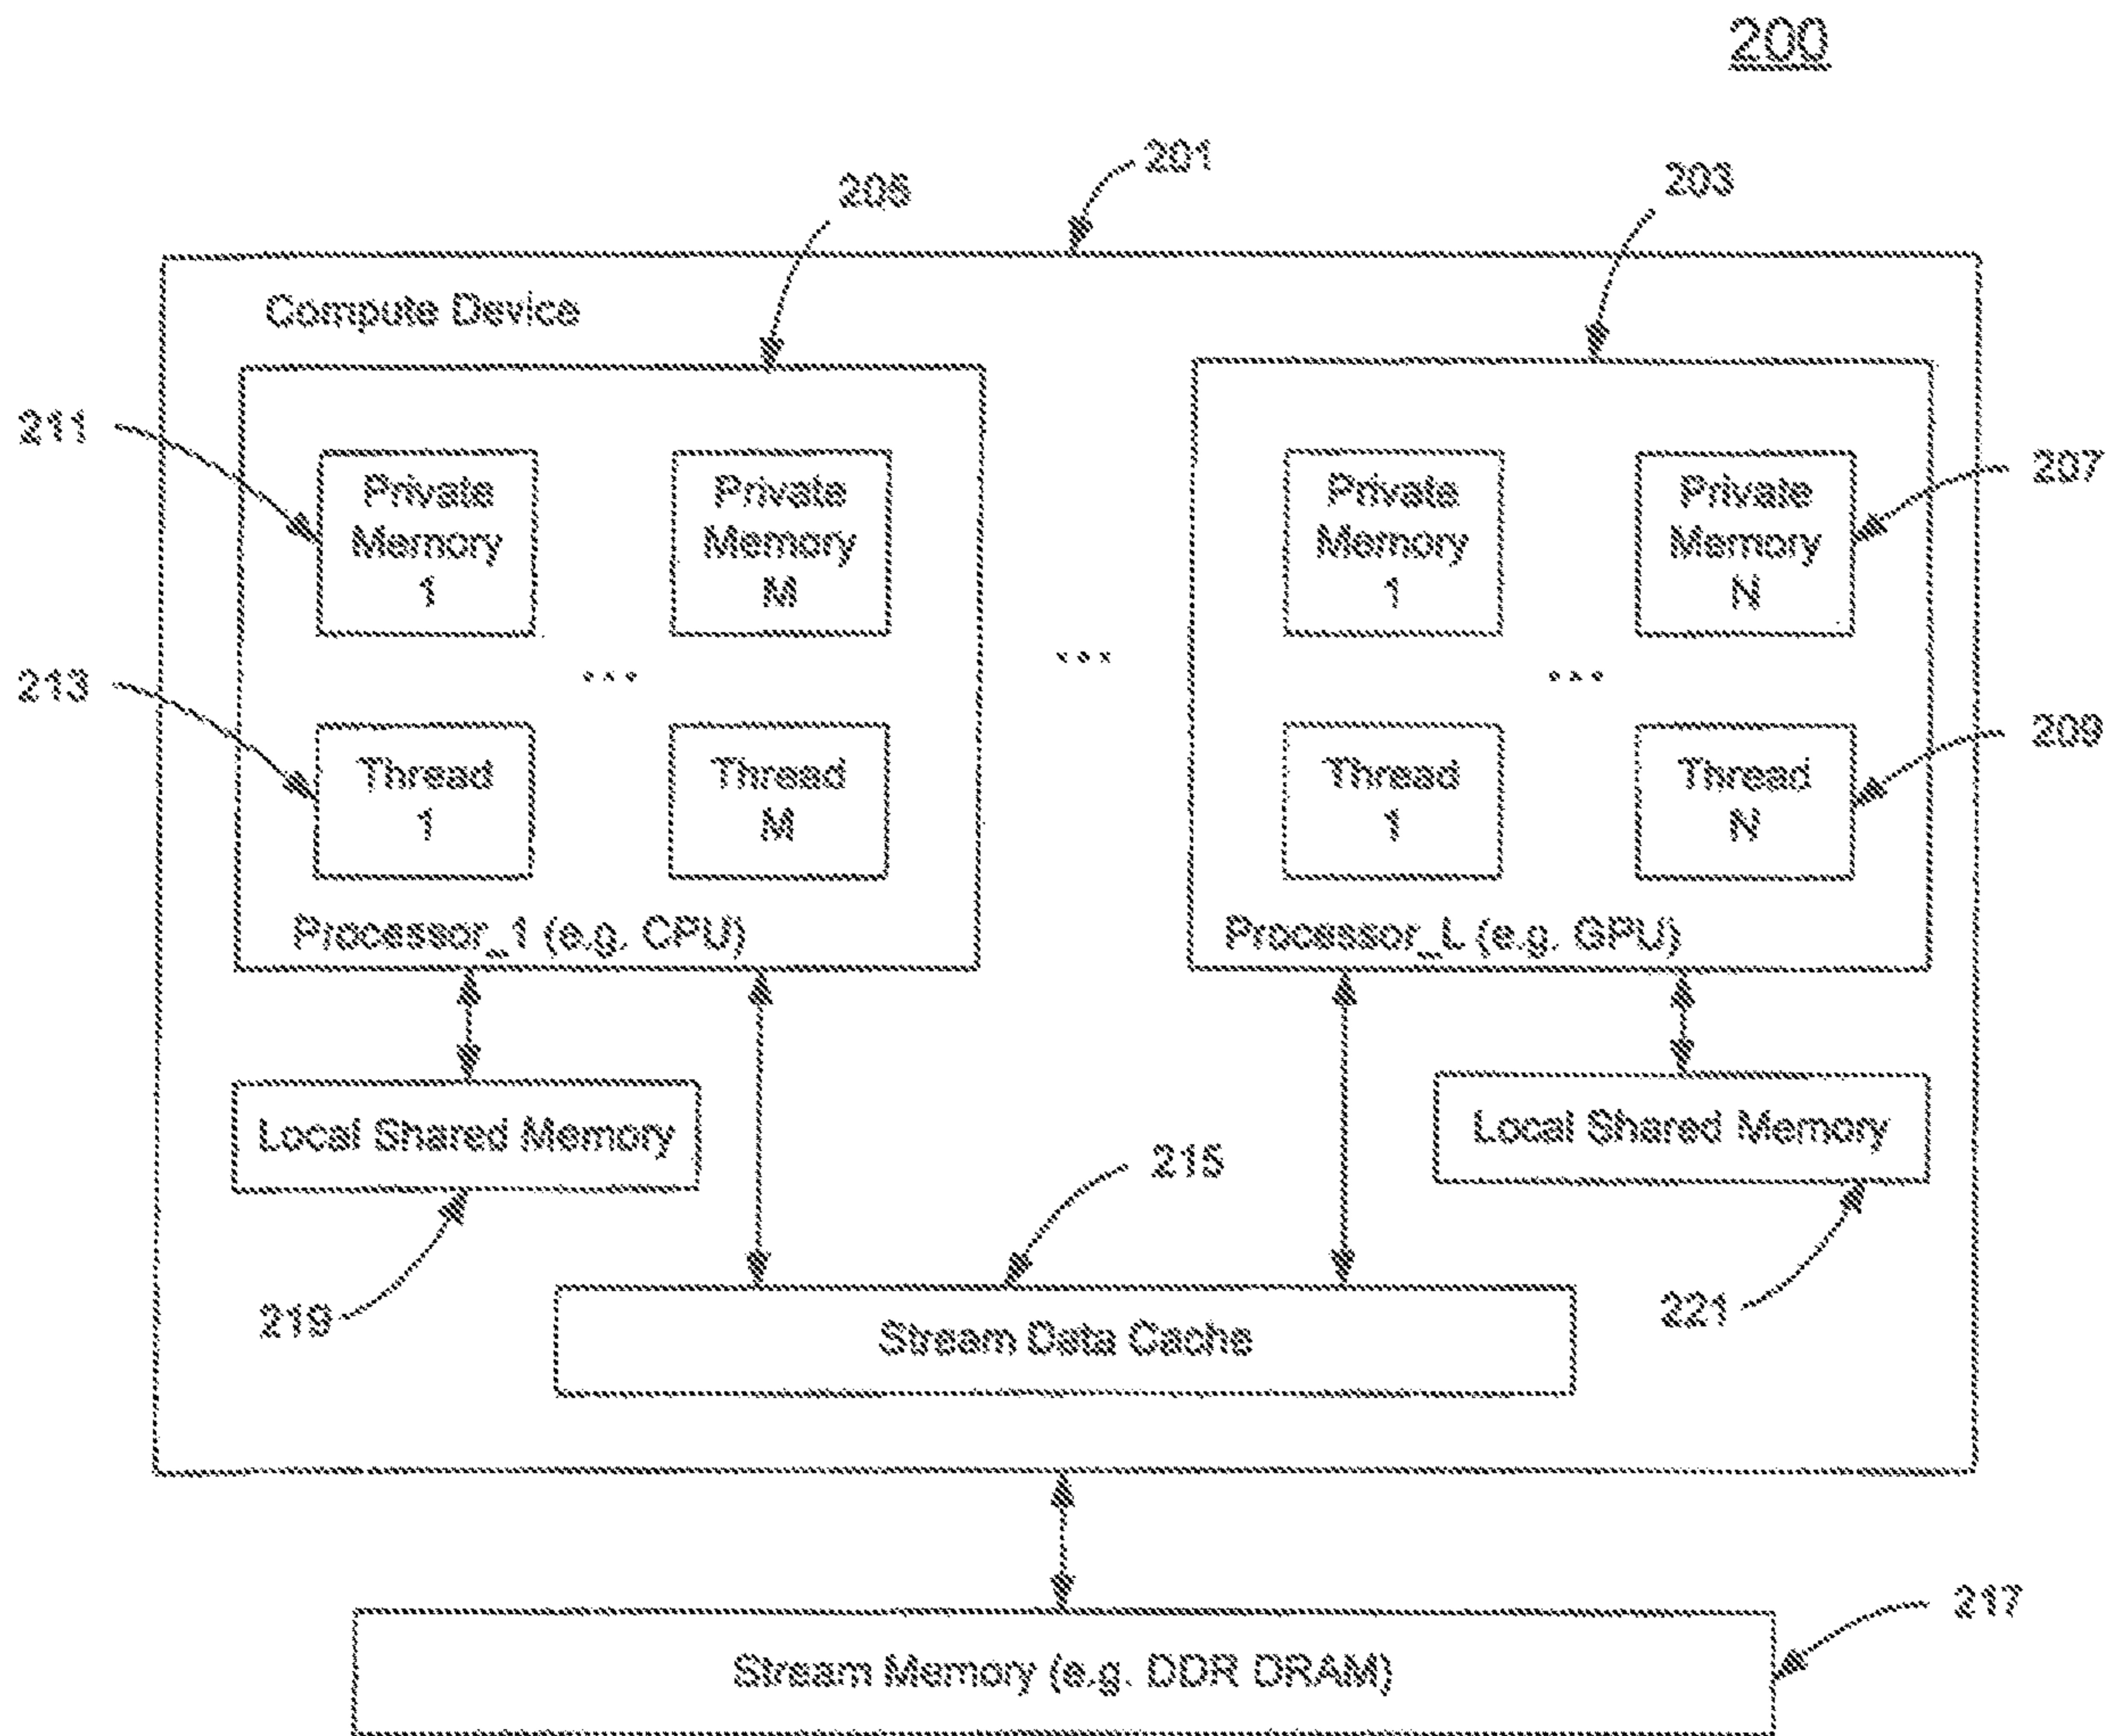 200
201
205
203
Compute Device
211
Private
Memory
1
Private
Memory
M
Private
Memory
1
Private
Memory
N
207
...
...
...
213
Thread
1
Thread
M
Thread
1
Thread
N
209
Processor_1 (e.g. CPU)
Processor_L (e.g. GPU)
Local Shared Memory
Local Shared Memory
215
219
221
Stream Data Cache
217
Stream Memory (e.g. DDR DRAM)